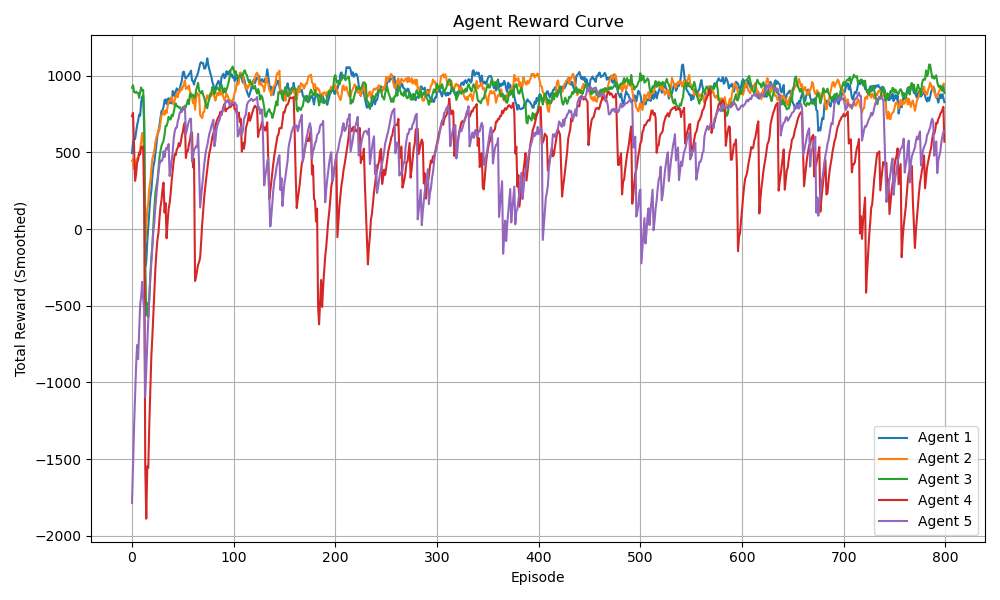 Agent Reward Curve
Total Reward (Smoothed)
1000
500
0
−500
−1000
−1500
−2000
0 100 200 300 400 500 600 700 800
Episode
Agent 1
Agent 2
Agent 3
Agent 4
Agent 5